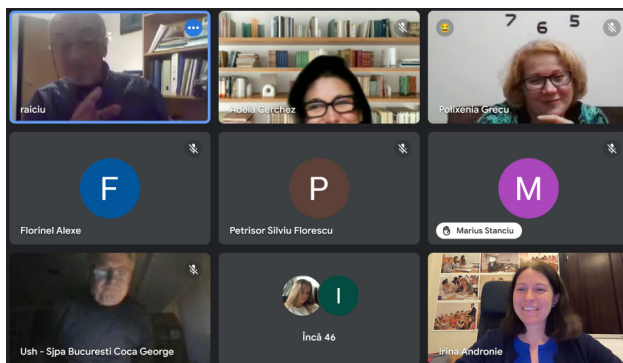 raiciu
Adela Cerchez
7 6 5
Polixenia Grecu
F
Florinel Alexe
P
Petrisor Silviu Florescu
M
Marius Stanciu
Ush - Sjpa Bucuresti Coca George
I
Încă 46
Irina Andronie